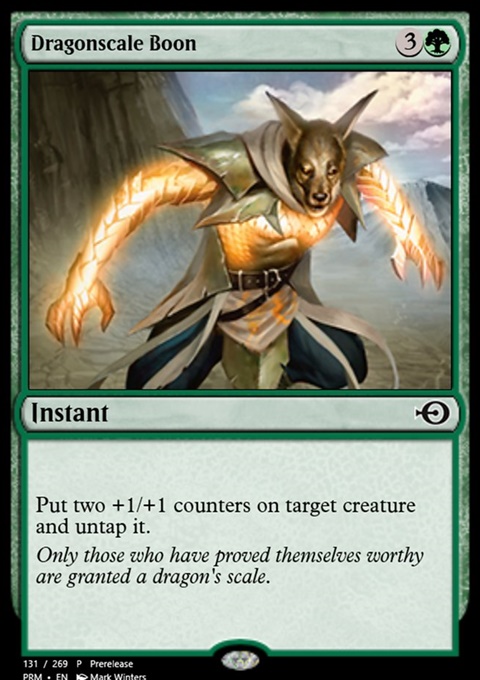 Dragonscale Boon 3
Instant
Put two +1/+1 counters on target creature
and untap it.
Only those who have proved themselves worthy
are granted a dragon's scale.
131 / 269 P Prerelease
PRM • EN Mark Winters